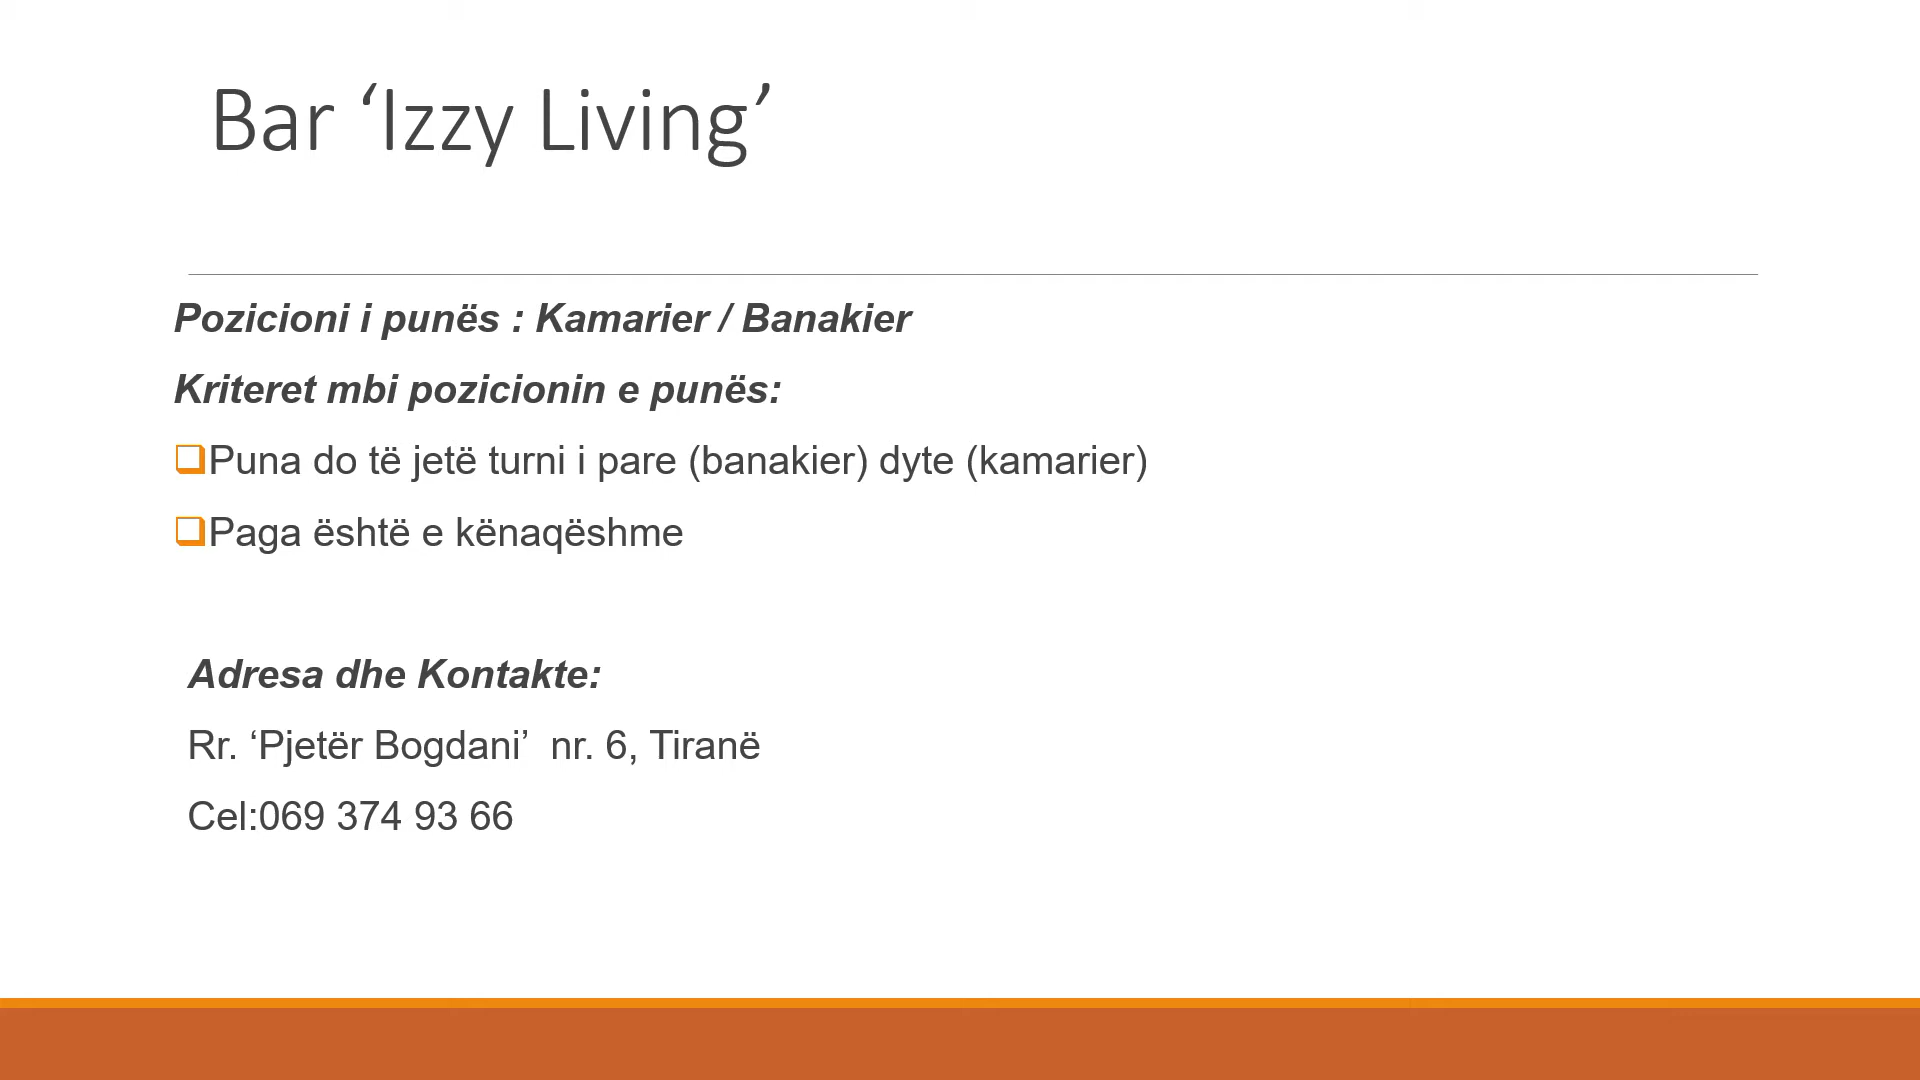 Bar ‘Izzy Living’
Pozicioni i punës : Kamarier / Banakier
Kriteret mbi pozicionin e punës:
Puna do të jetë turni i pare (banakier) dyte (kamarier)
Paga është e kënaqëshme
Adresa dhe Kontakte:
Rr. ‘Pjetër Bogdani’  nr. 6, Tiranë
Cel:069 374 93 66